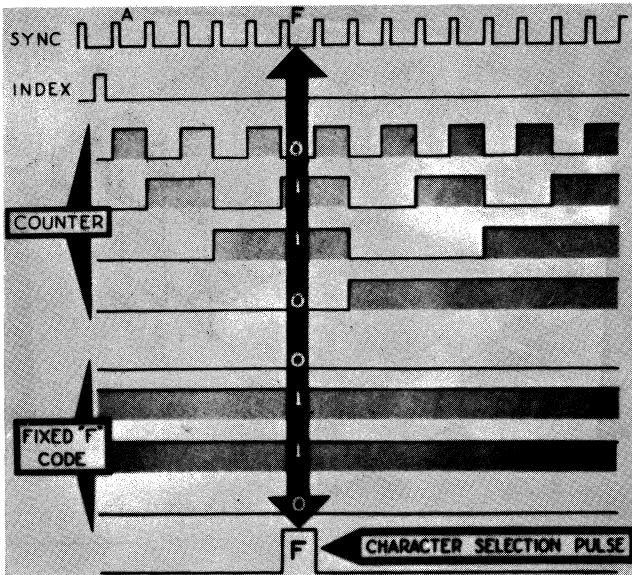 A F
SYNC
INDEX
0
1
COUNTER
1
0
0
1
FIXED "F"
CODE
1
0
F
CHARACTER SELECTION PULSE